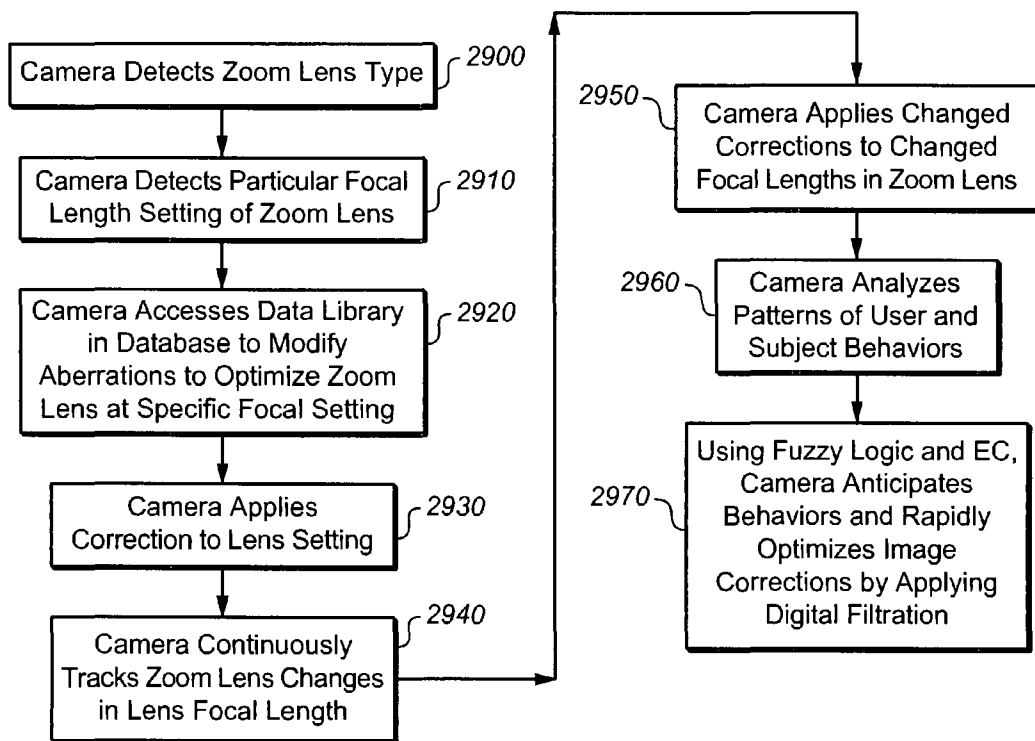 Camera Detects Zoom Lens Type
2900
Camera Detects Particular Focal
Length Setting of Zoom Lens
2910
Camera Accesses Data Library
in Database to Modify
Aberrations to Optimize Zoom
Lens at Specific Focal Setting
2920
Camera Applies
Correction to Lens Setting
2930
Camera Continuously
Tracks Zoom Lens Changes
in Lens Focal Length
2940
2950
Camera Applies Changed
Corrections to Changed
Focal Lengths in Zoom Lens
2960
Camera Analyzes
Patterns of User and
Subject Behaviors
2970
Using Fuzzy Logic and EC,
Camera Anticipates
Behaviors and Rapidly
Optimizes Image
Corrections by Applying
Digital Filtration